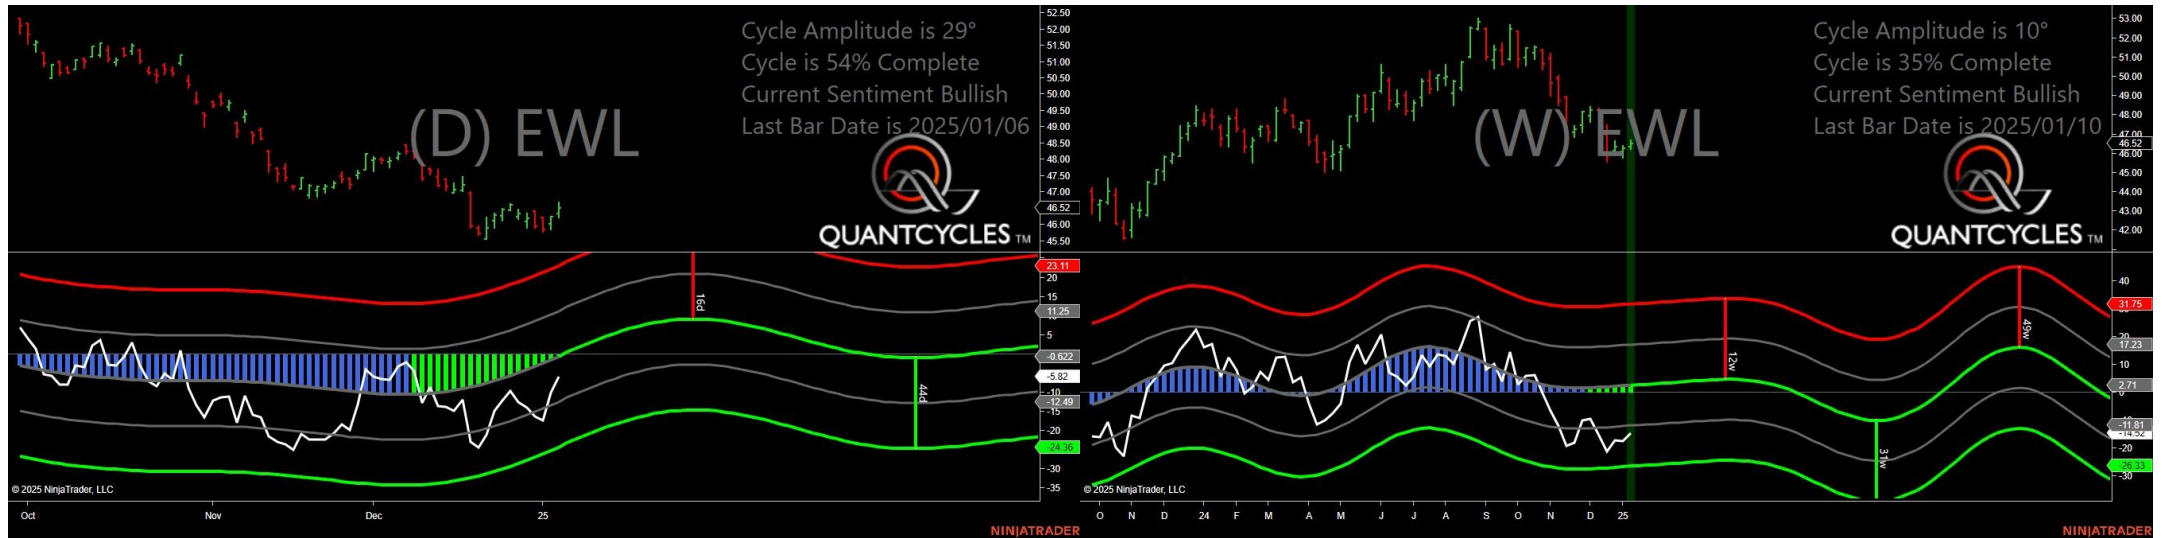 Cycle Amplitude is 29°
Cycle is 54% Complete
Current Sentiment Bullish
Last Bar Date is 2025/01/06
(D) EWL
QUANTCYCLES TM
52.50
52.00
51.50
51.00
50.50
50.00
49.50
49.00
48.50
48.00
47.50
47.00
46.52
46.00
45.50
23.11
20
15
11.25
5
-0.622
-5.82
-10
-12.49
-15
-20
-24.36
-30
-35
16d
44d
© 2025 NinjaTrader, LLC
Oct Nov Dec 25
NINJATRADER
Cycle Amplitude is 10°
Cycle is 35% Complete
Current Sentiment Bullish
Last Bar Date is 2025/01/10
(W) EWL
QUANTCYCLES TM
53.00
52.00
51.00
50.00
49.00
48.00
47.00
46.52
46.00
45.00
44.00
43.00
42.00
40
31.75
20
17.23
10
2.71
0
-11.81
-14.52
-20
-26.33
-30
12w
31w
49w
© 2025 NinjaTrader, LLC
O N D 24 F M A M J J A S O N D 25
NINJATRADER